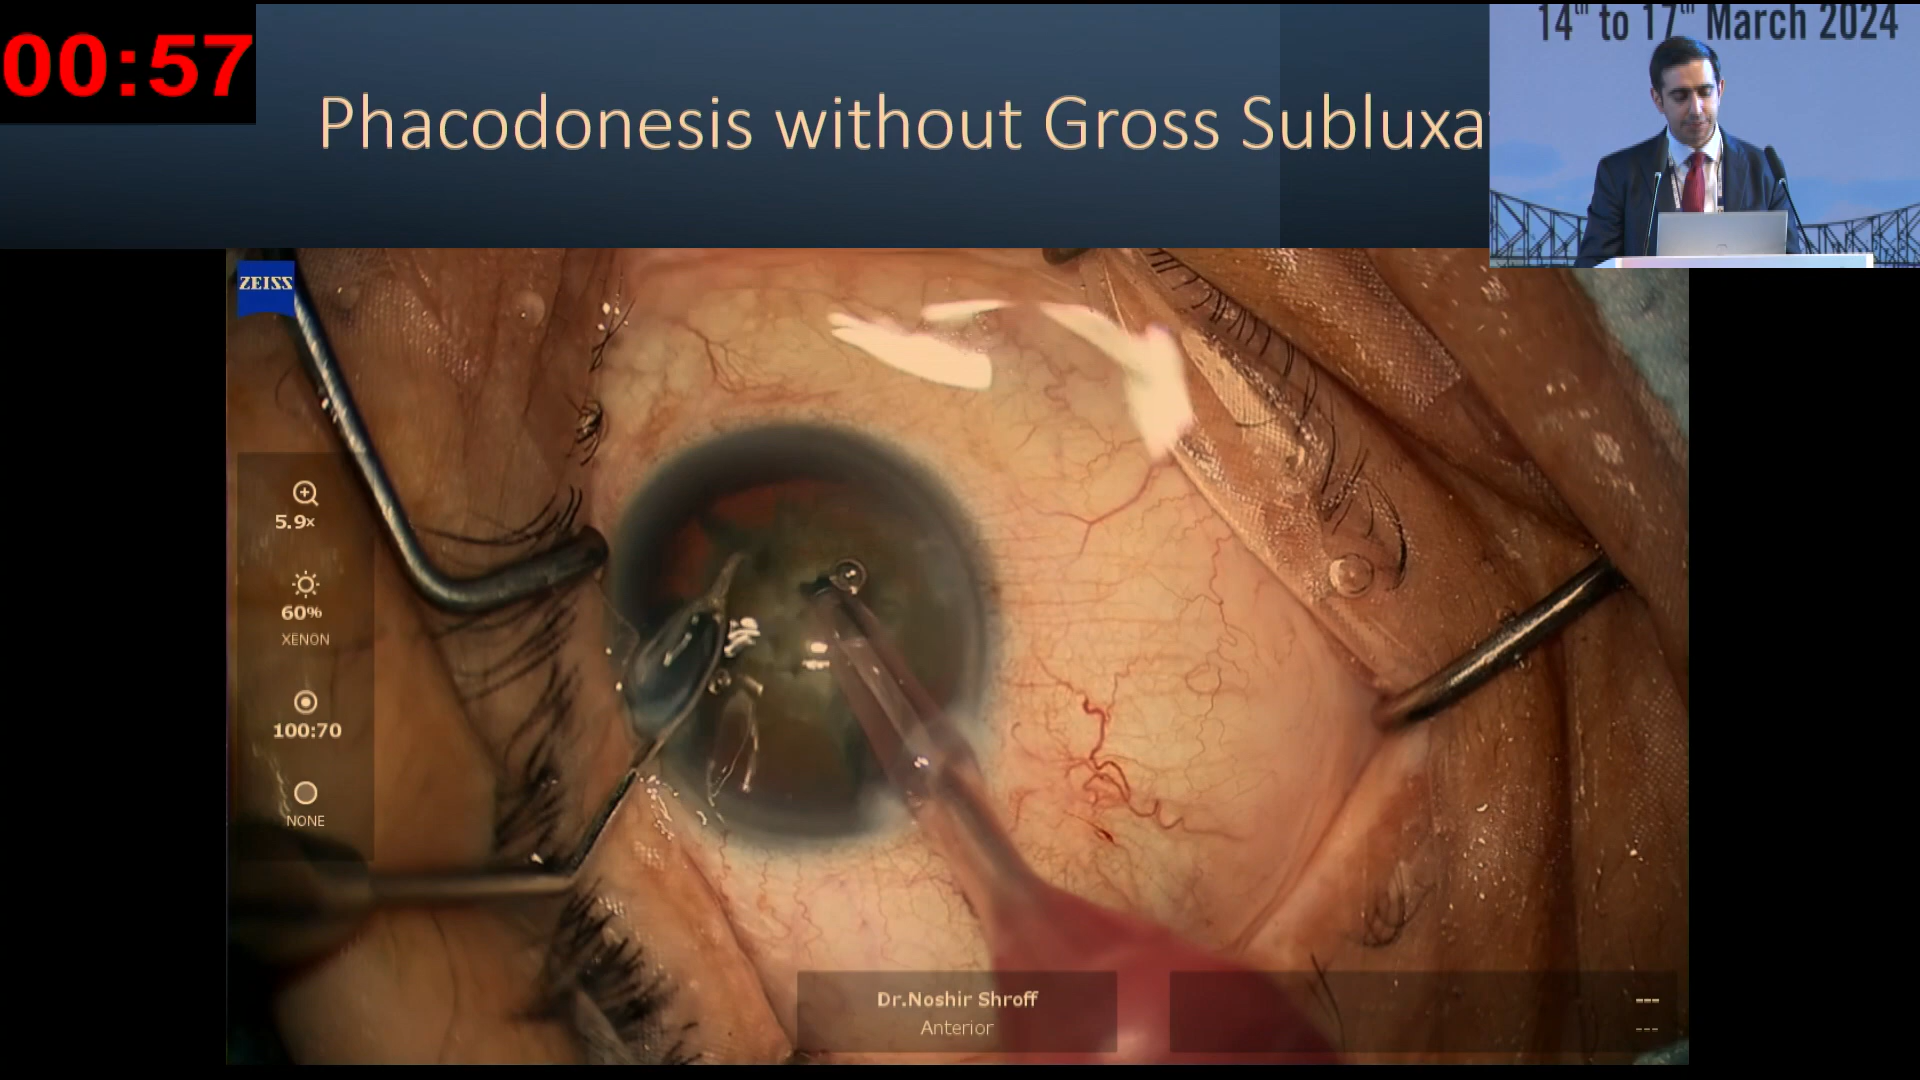 14th to 17th March 2024
00:57
Phacodonesis without Gross Subluxa
ZEISS
5.9x
60%
XENON
100:70
NONE
Dr.Noshir Shroff
Anterior
---
---